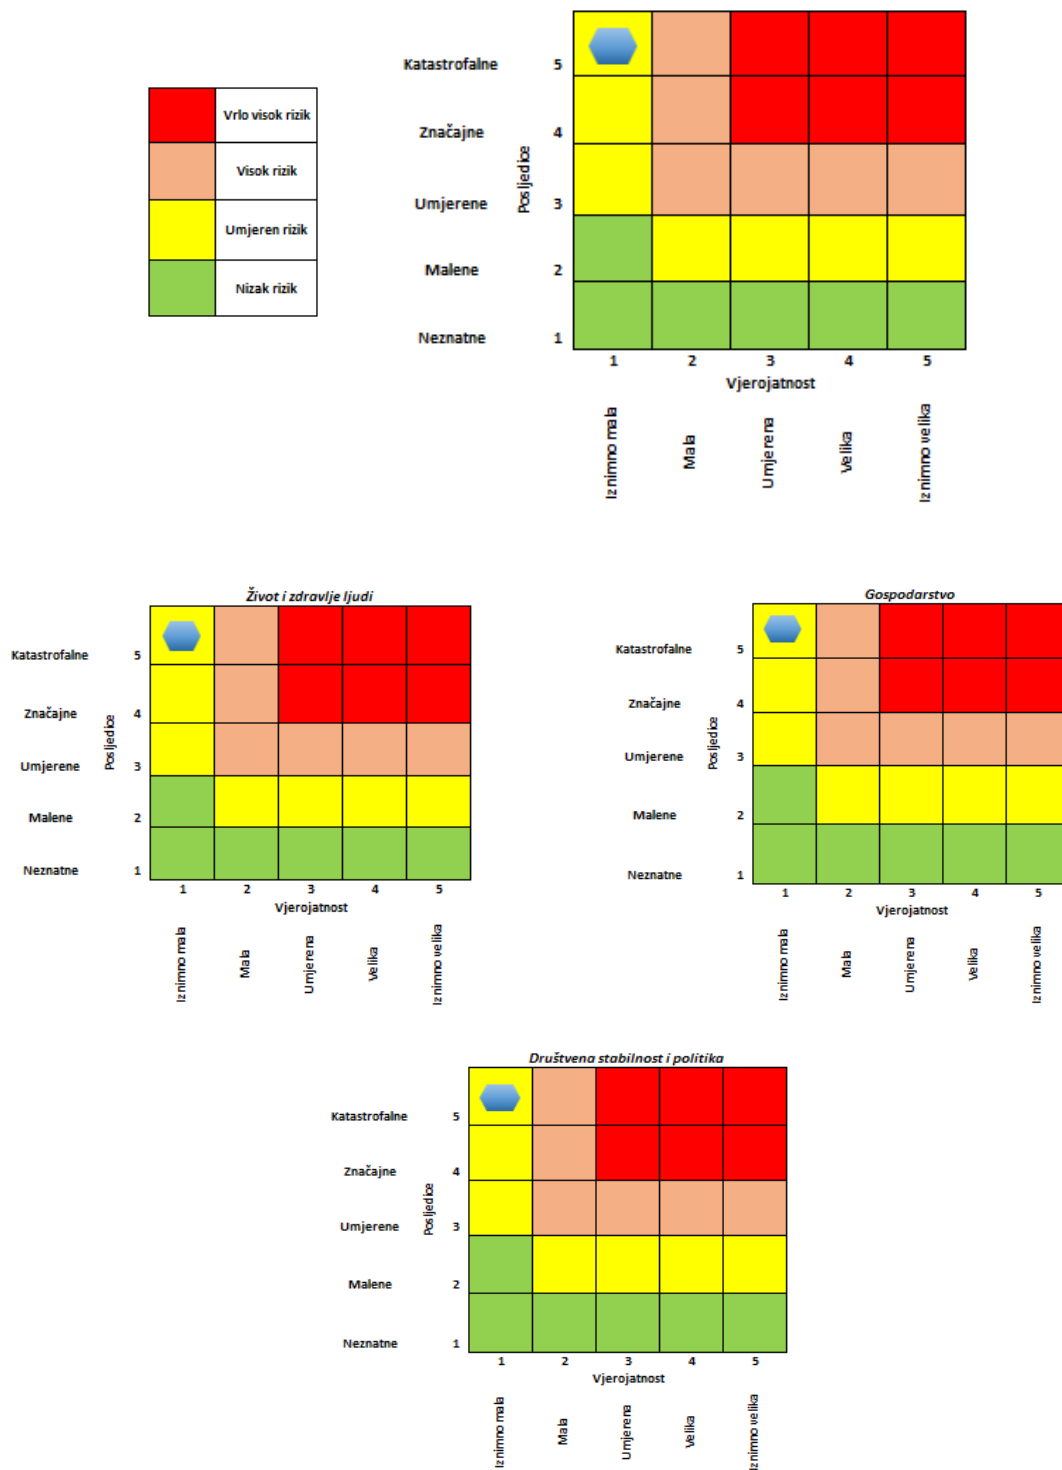 Vrlo visok rizik
Visok rizik
Umjeren rizik
Nizak rizik
Katastrofalne 5
Značajne 4
Umjerene 3
Malene 2
Neznatne 1
Posljedice
1 2 3 4 5
Vjerojatnost
Iznimno mala
Mala
Umjerena
Velika
Iznimno velika
Život i zdravlje ljudi
Katastrofalne 5
Značajne 4
Umjerene 3
Malene 2
Neznatne 1
Posljedice
1 2 3 4 5
Vjerojatnost
Iznimno mala
Mala
Umjerena
Velika
Iznimno velika
Gospodarstvo
Katastrofalne 5
Značajne 4
Umjerene 3
Malene 2
Neznatne 1
Posljedice
1 2 3 4 5
Vjerojatnost
Iznimno mala
Mala
Umjerena
Velika
Iznimno velika
Društvena stabilnost i politika
Katastrofalne 5
Značajne 4
Umjerene 3
Malene 2
Neznatne 1
Posljedice
1 2 3 4 5
Vjerojatnost
Iznimno mala
Mala
Umjerena
Velika
Iznimno velika